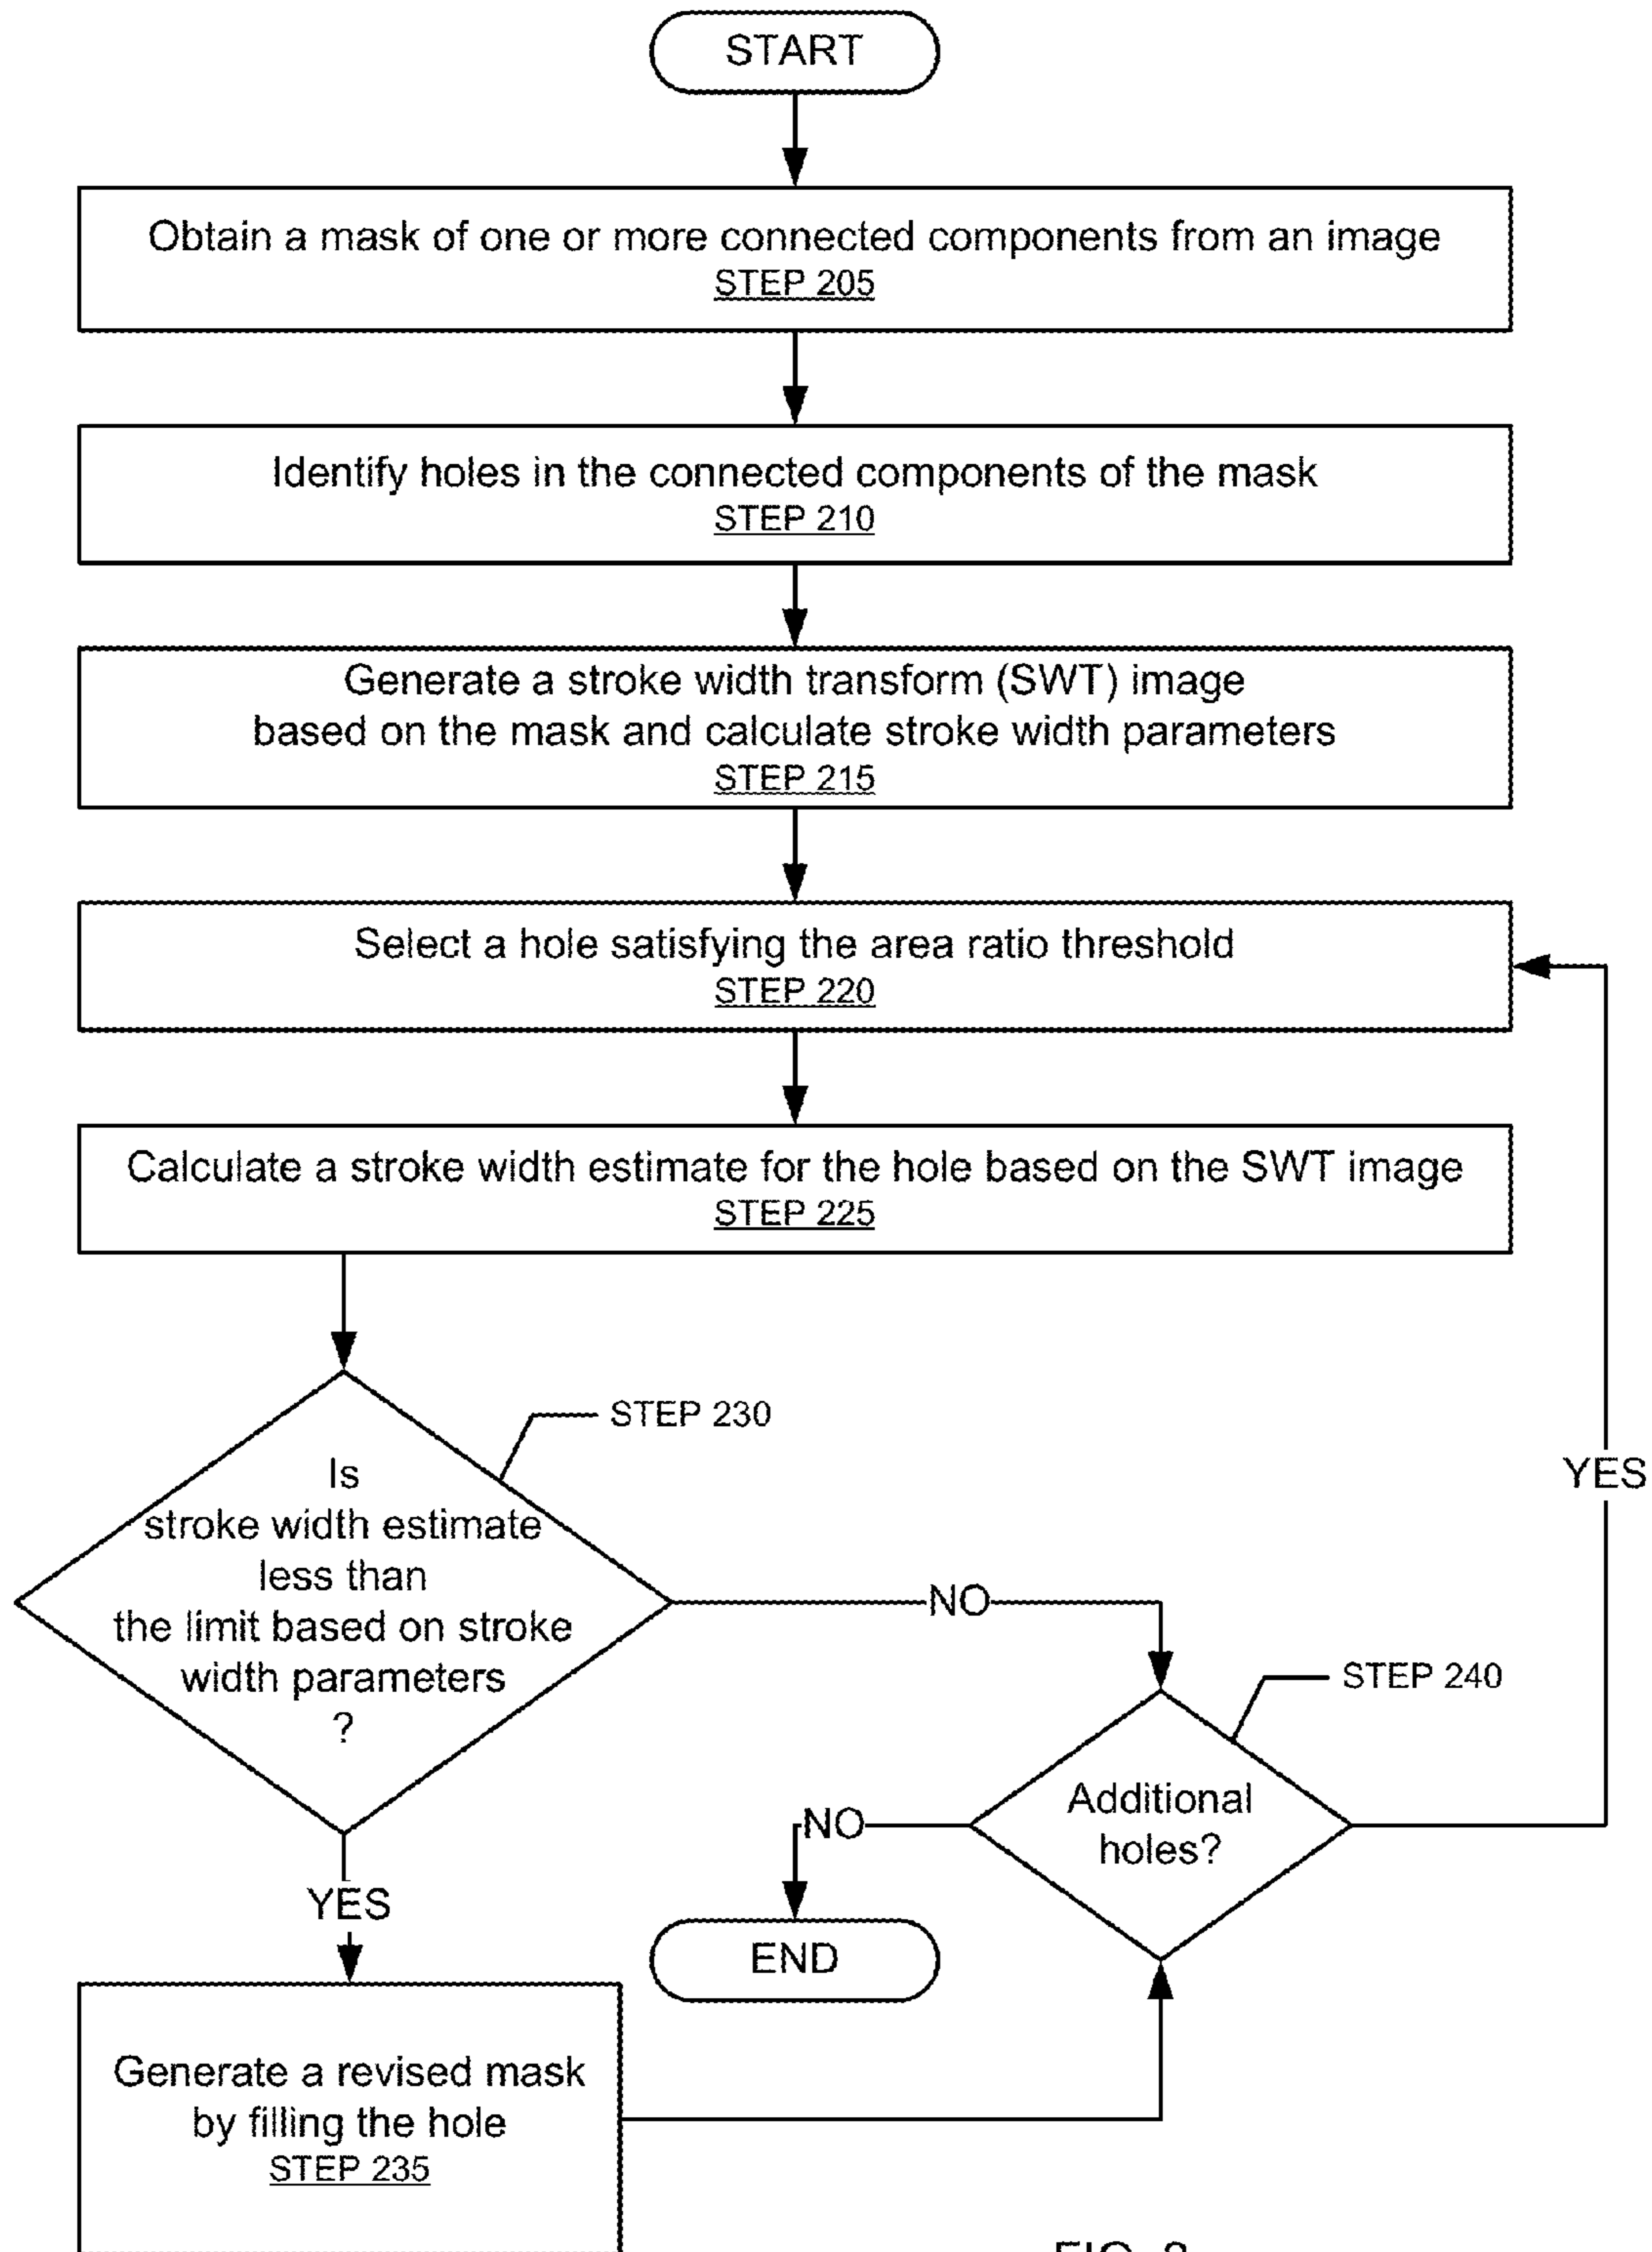 START
Obtain a mask of one or more connected components from an image
STEP 205
Identify holes in the connected components of the mask
STEP 210
Generate a stroke width transform (SWT) image
based on the mask and calculate stroke width parameters
STEP 215
Select a hole satisfying the area ratio threshold
STEP 220
Calculate a stroke width estimate for the hole based on the SWT image
STEP 225
STEP 230
Is
stroke width estimate
less than
the limit based on stroke
width parameters
?
YES
NO
STEP 240
Additional
holes?
NO
YES
END
Generate a revised mask
by filling the hole
STEP 235